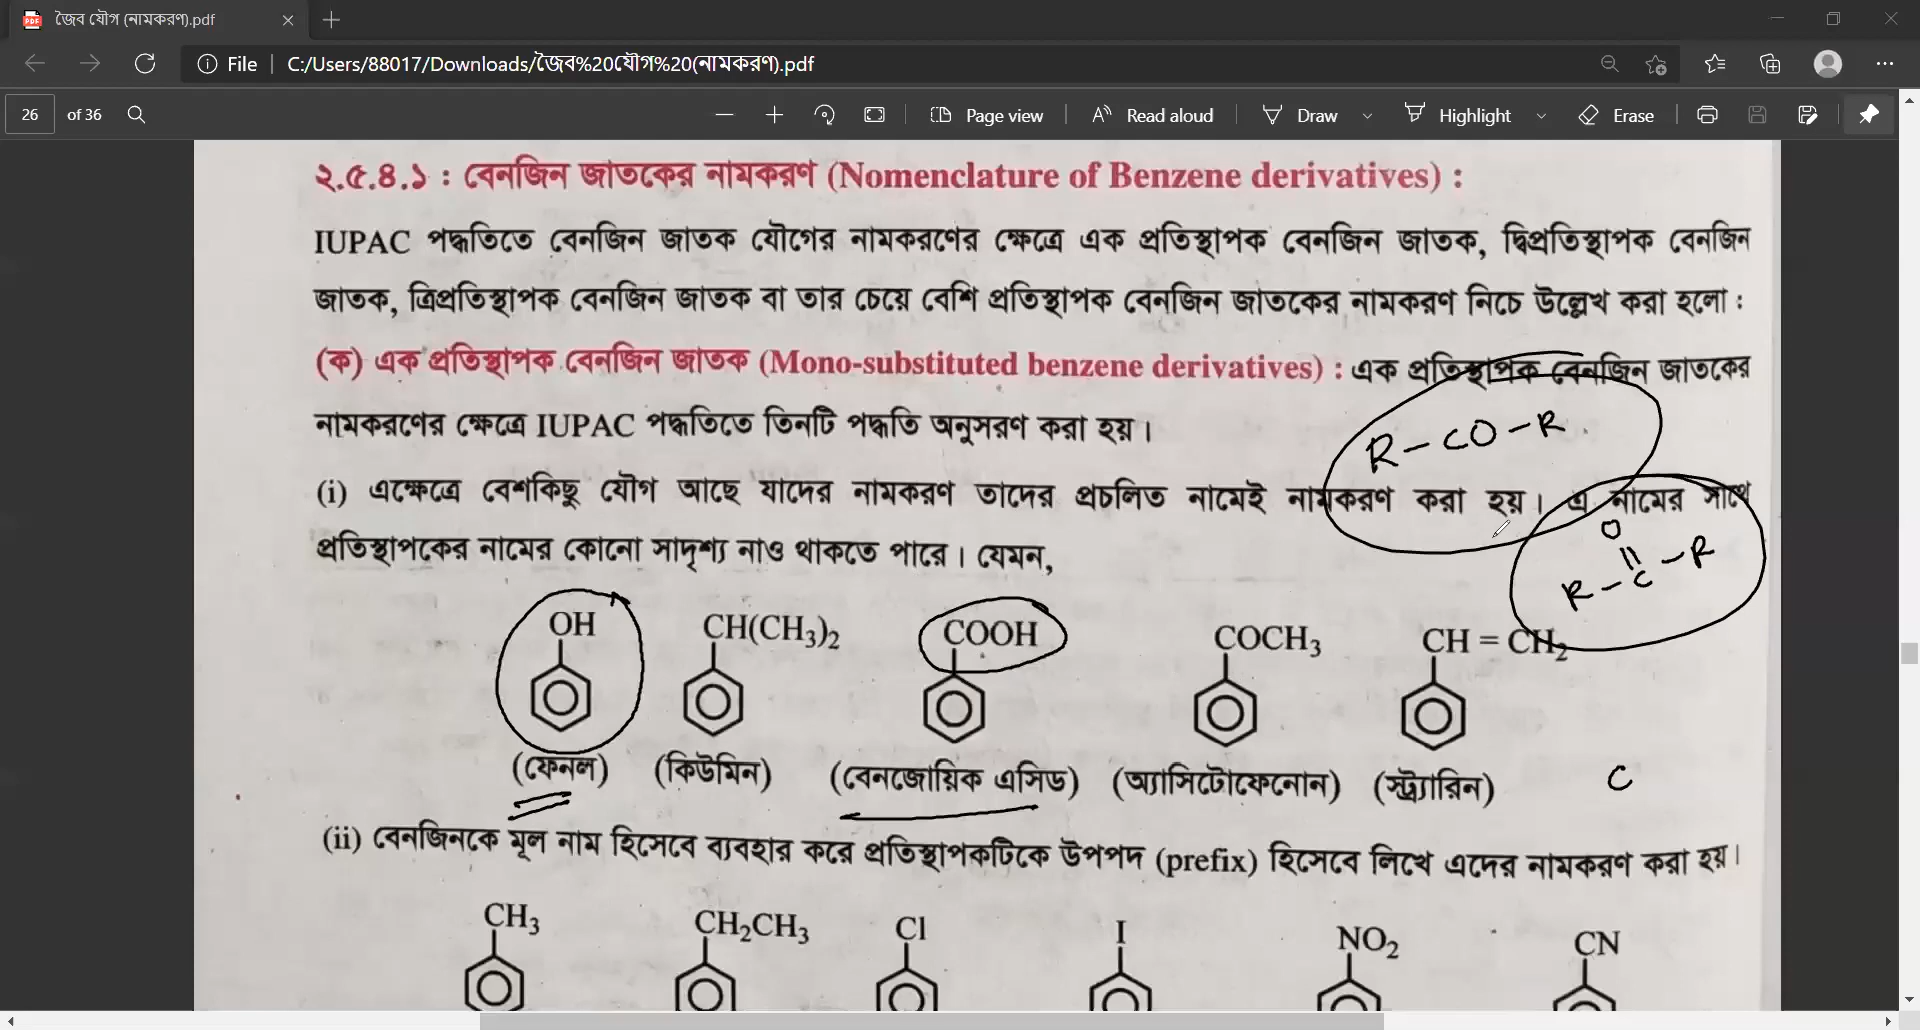 জৈব যৌগ (নামকরণ).pdf
File C:/Users/88017/Downloads/জৈব%20যৌগ%20(নামকরণ).pdf
26 of 36 Page view Read aloud Draw Highlight Erase
২.৫.৪.১ : বেনজিন জাতকের নামকরণ (Nomenclature of Benzene derivatives) :
IUPAC পদ্ধতিতে বেনজিন জাতক যৌগের নামকরণের ক্ষেত্রে এক প্রতিস্থাপক বেনজিন জাতক, দ্বিপ্রতিস্থাপক বেনজিন
জাতক, ত্রিপ্রতিস্থাপক বেনজিন জাতক বা তার চেয়ে বেশি প্রতিস্থাপক বেনজিন জাতকের নামকরণ নিচে উল্লেখ করা হলো :
(ক) এক প্রতিস্থাপক বেনজিন জাতক (Mono-substituted benzene derivatives) : এক প্রতিস্থাপক বেনজিন জাতকের
নামকরণের ক্ষেত্রে IUPAC পদ্ধতিতে তিনটি পদ্ধতি অনুসরণ করা হয়।
R-CO-R
(i) এক্ষেত্রে বেশকিছু যৌগ আছে যাদের নামকরণ তাদের প্রচলিত নামেই নামকরণ করা হয়। এ নামের সাথে
প্রতিস্থাপকের নামের কোনো সাদৃশ্য নাও থাকতে পারে। যেমন,
O
R-C-R
OH CH(CH₃)₂ COOH COCH₃ CH = CH₂
(ফেনল) (কিউমিন) (বেনজোয়িক এসিড) (অ্যাসিটোফেনোন) (স্ট্র্যারিন) C
(ii) বেনজিনকে মূল নাম হিসেবে ব্যবহার করে প্রতিস্থাপকটিকে উপপদ (prefix) হিসেবে লিখে এদের নামকরণ করা হয়।
CH₃ CH₂CH₃ Cl I NO₂ CN